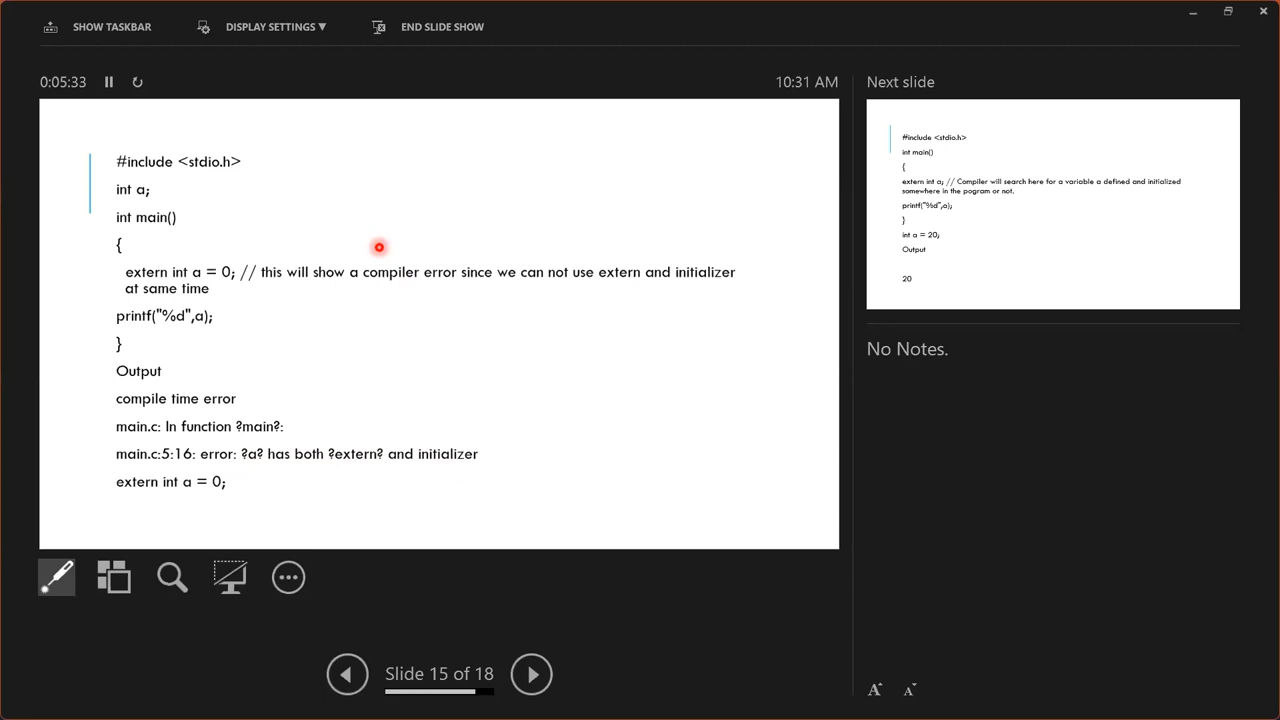 SHOW TASKBAR
DISPLAY SETTINGS ▼
END SLIDE SHOW
0:05:33
10:31 AM
#include <stdio.h>
int a;
int main()
{
extern int a = 0; // this will show a compiler error since we can not use extern and initializer
at same time
printf("%d",a);
}
Output
compile time error
main.c: In function ?main?:
main.c:5:16: error: ?a? has both ?extern? and initializer
extern int a = 0;
Slide 15 of 18
Next slide
#include <stdio.h>
int main()
{
extern int a; // Compiler will search here for a variable a defined and initialized
somewhere in the pogram or not.
printf("%d",a);
}
int a = 20;
Output
20
No Notes.
A A